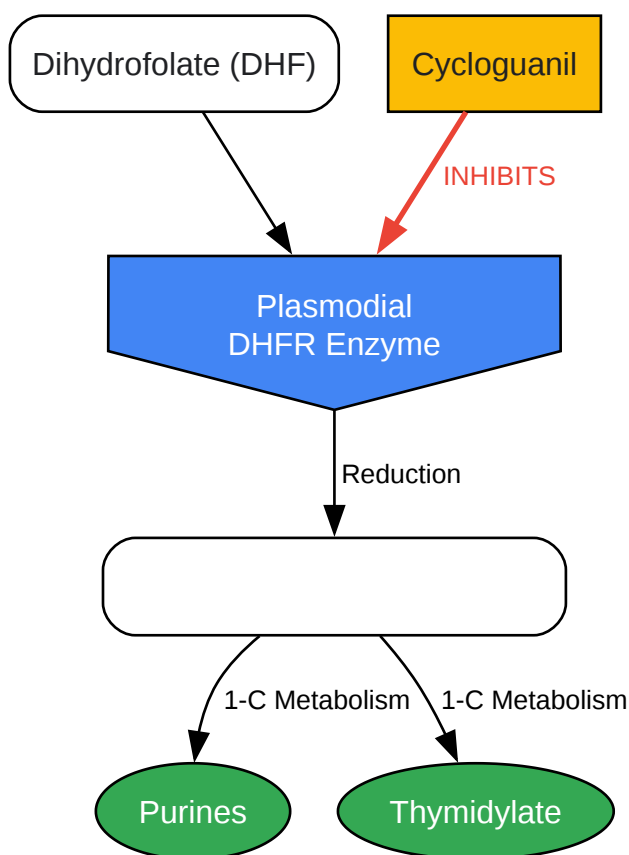 Dihydrofolate (DHF)
Cycloguanil
INHIBITS
Plasmodial
DHFR Enzyme
Reduction
1-C Metabolism
1-C Metabolism
Purines
Thymidylate